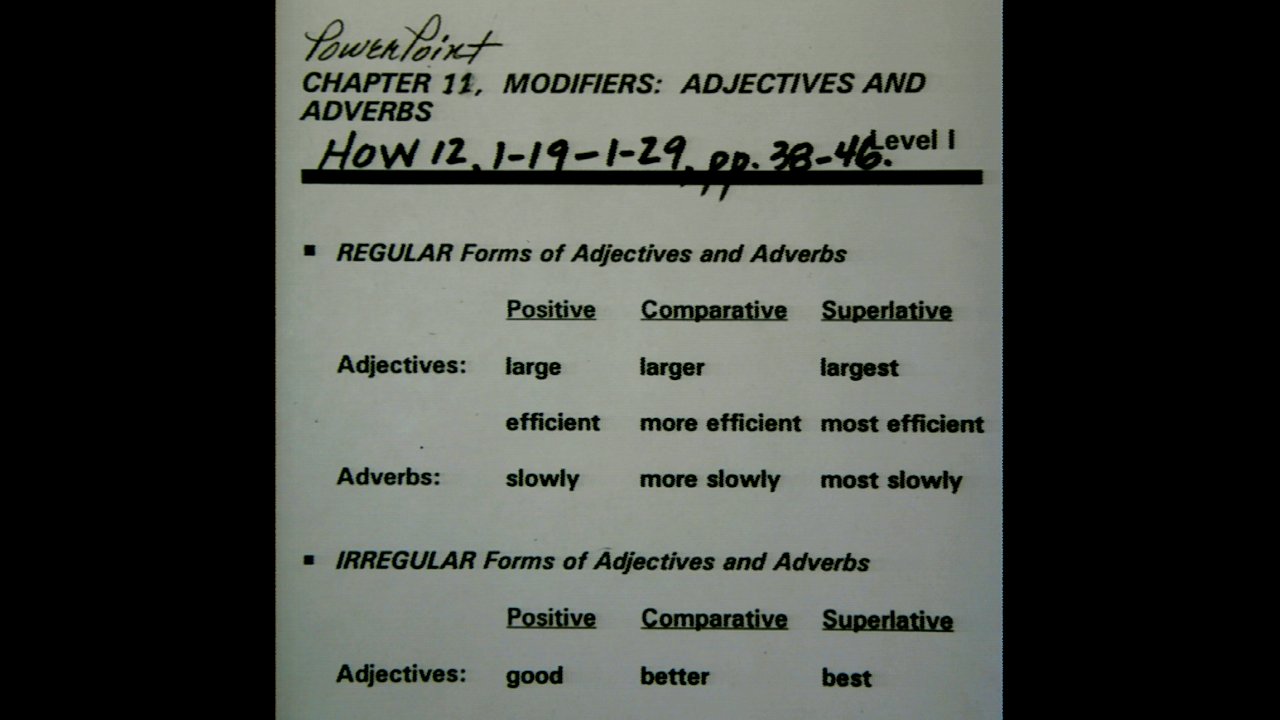 PowerPoint
CHAPTER 11, MODIFIERS: ADJECTIVES AND
ADVERBS
HOW 12, 1-19-1-29, pp. 38-46. Level I
▪ REGULAR Forms of Adjectives and Adverbs
Positive Comparative Superlative
Adjectives: large larger largest
efficient more efficient most efficient
Adverbs: slowly more slowly most slowly
▪ IRREGULAR Forms of Adjectives and Adverbs
Positive Comparative Superlative
Adjectives: good better best